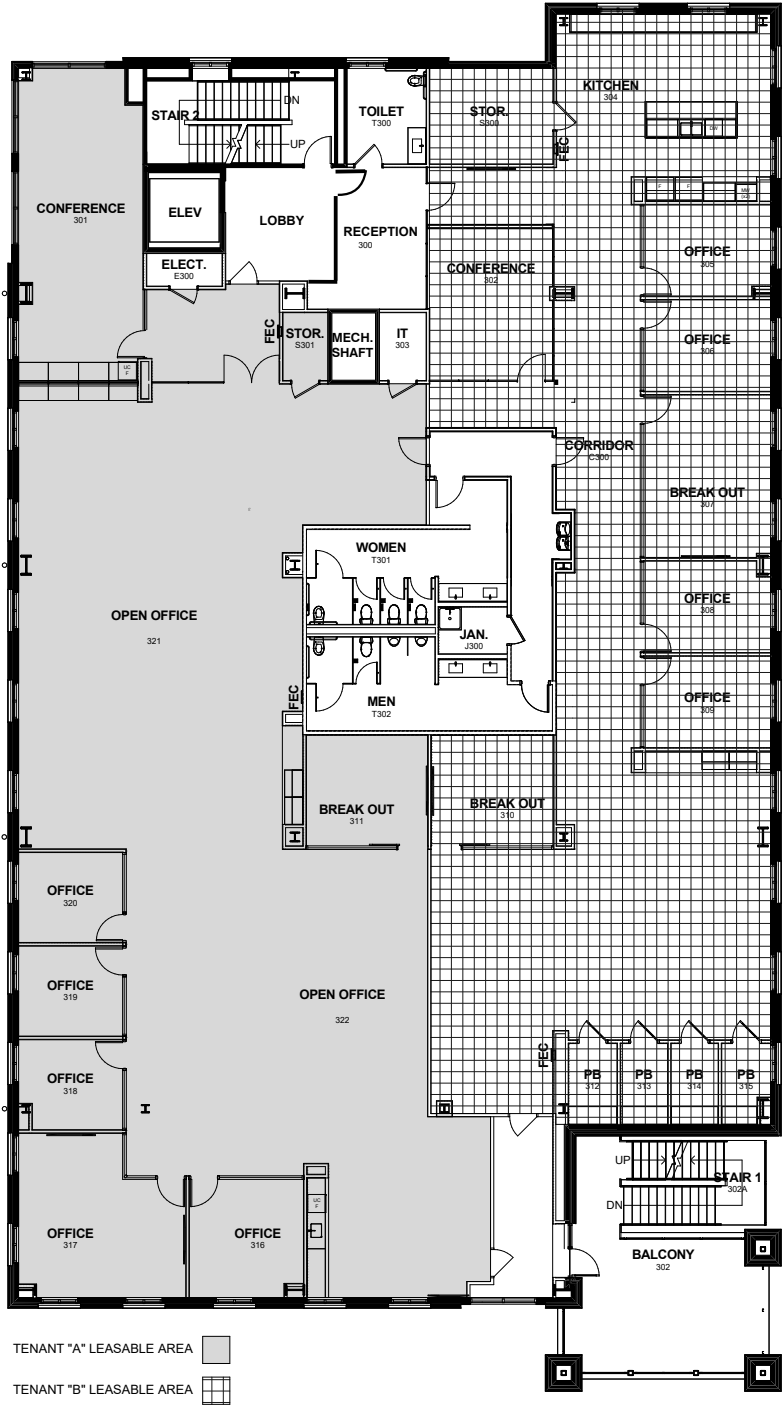 KITCHEN
304
DW
STAIR 2
DN
UP
TOILET
T300
STOR.
S300
FEC
F
F
MW
CONFERENCE
301
ELEV
LOBBY
RECEPTION
300
ELECT.
E300
CONFERENCE
302
OFFICE
305
FEC
STOR.
S301
MECH.
SHAFT
IT
303
OFFICE
306
UC
F
CORRIDOR
C300
BREAK OUT
307
WOMEN
T301
OPEN OFFICE
321
JAN.
J300
OFFICE
308
FEC
MEN
T302
OFFICE
309
BREAK OUT
311
BREAK OUT
310
OFFICE
320
OFFICE
319
OPEN OFFICE
322
OFFICE
318
FEC
PB
312
PB
313
PB
314
PB
315
UP
DN
STAIR 1
302A
OFFICE
317
OFFICE
316
UC
F
BALCONY
302
TENANT "A" LEASABLE AREA
TENANT "B" LEASABLE AREA